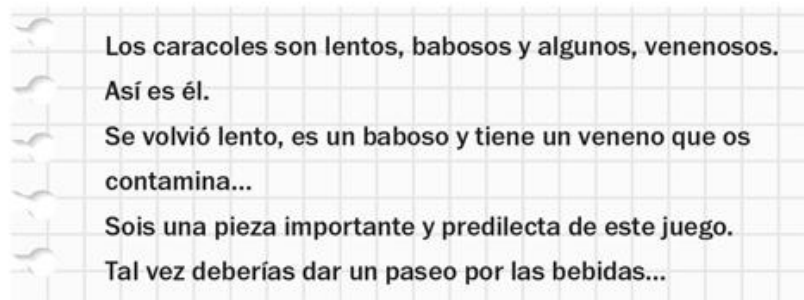 Los caracoles son lentos, babosos y algunos, venenosos.
Así es él.
Se volvió lento, es un baboso y tiene un veneno que os
contamina...
Sois una pieza importante y predilecta de este juego.
Tal vez deberías dar un paseo por las bebidas...